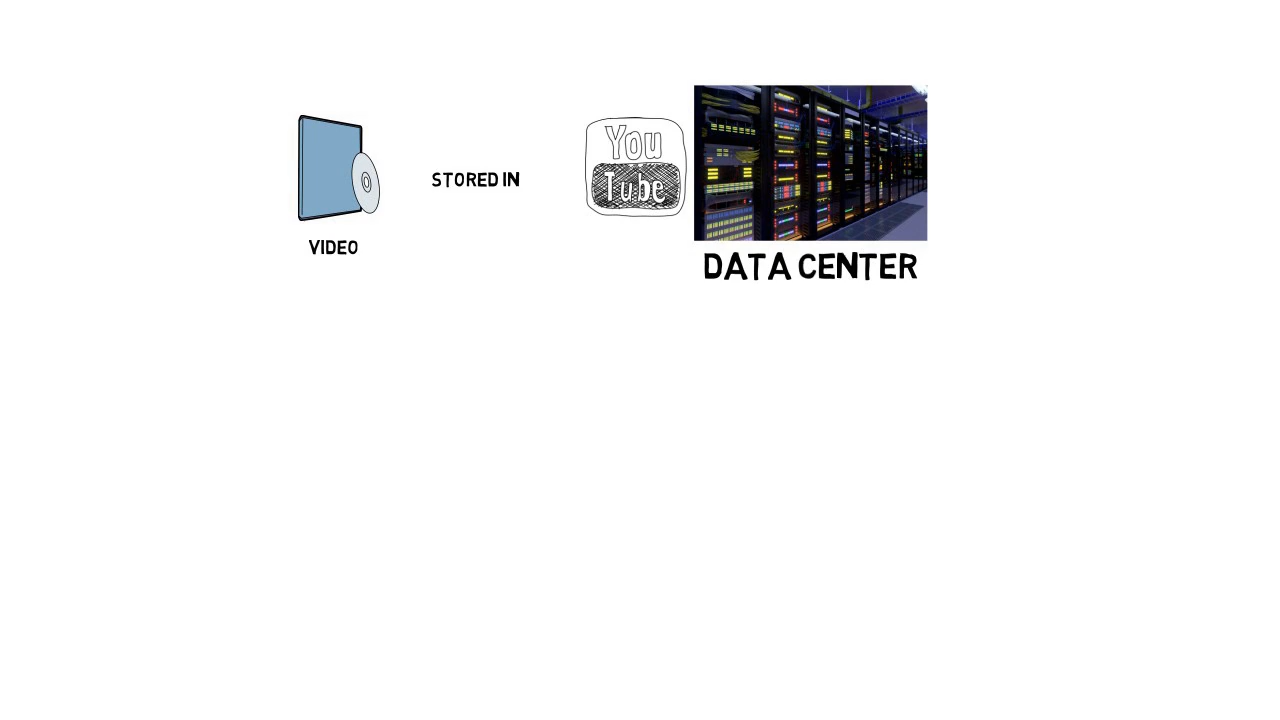 You
Tube
STORED IN
VIDEO
DATA CENTER